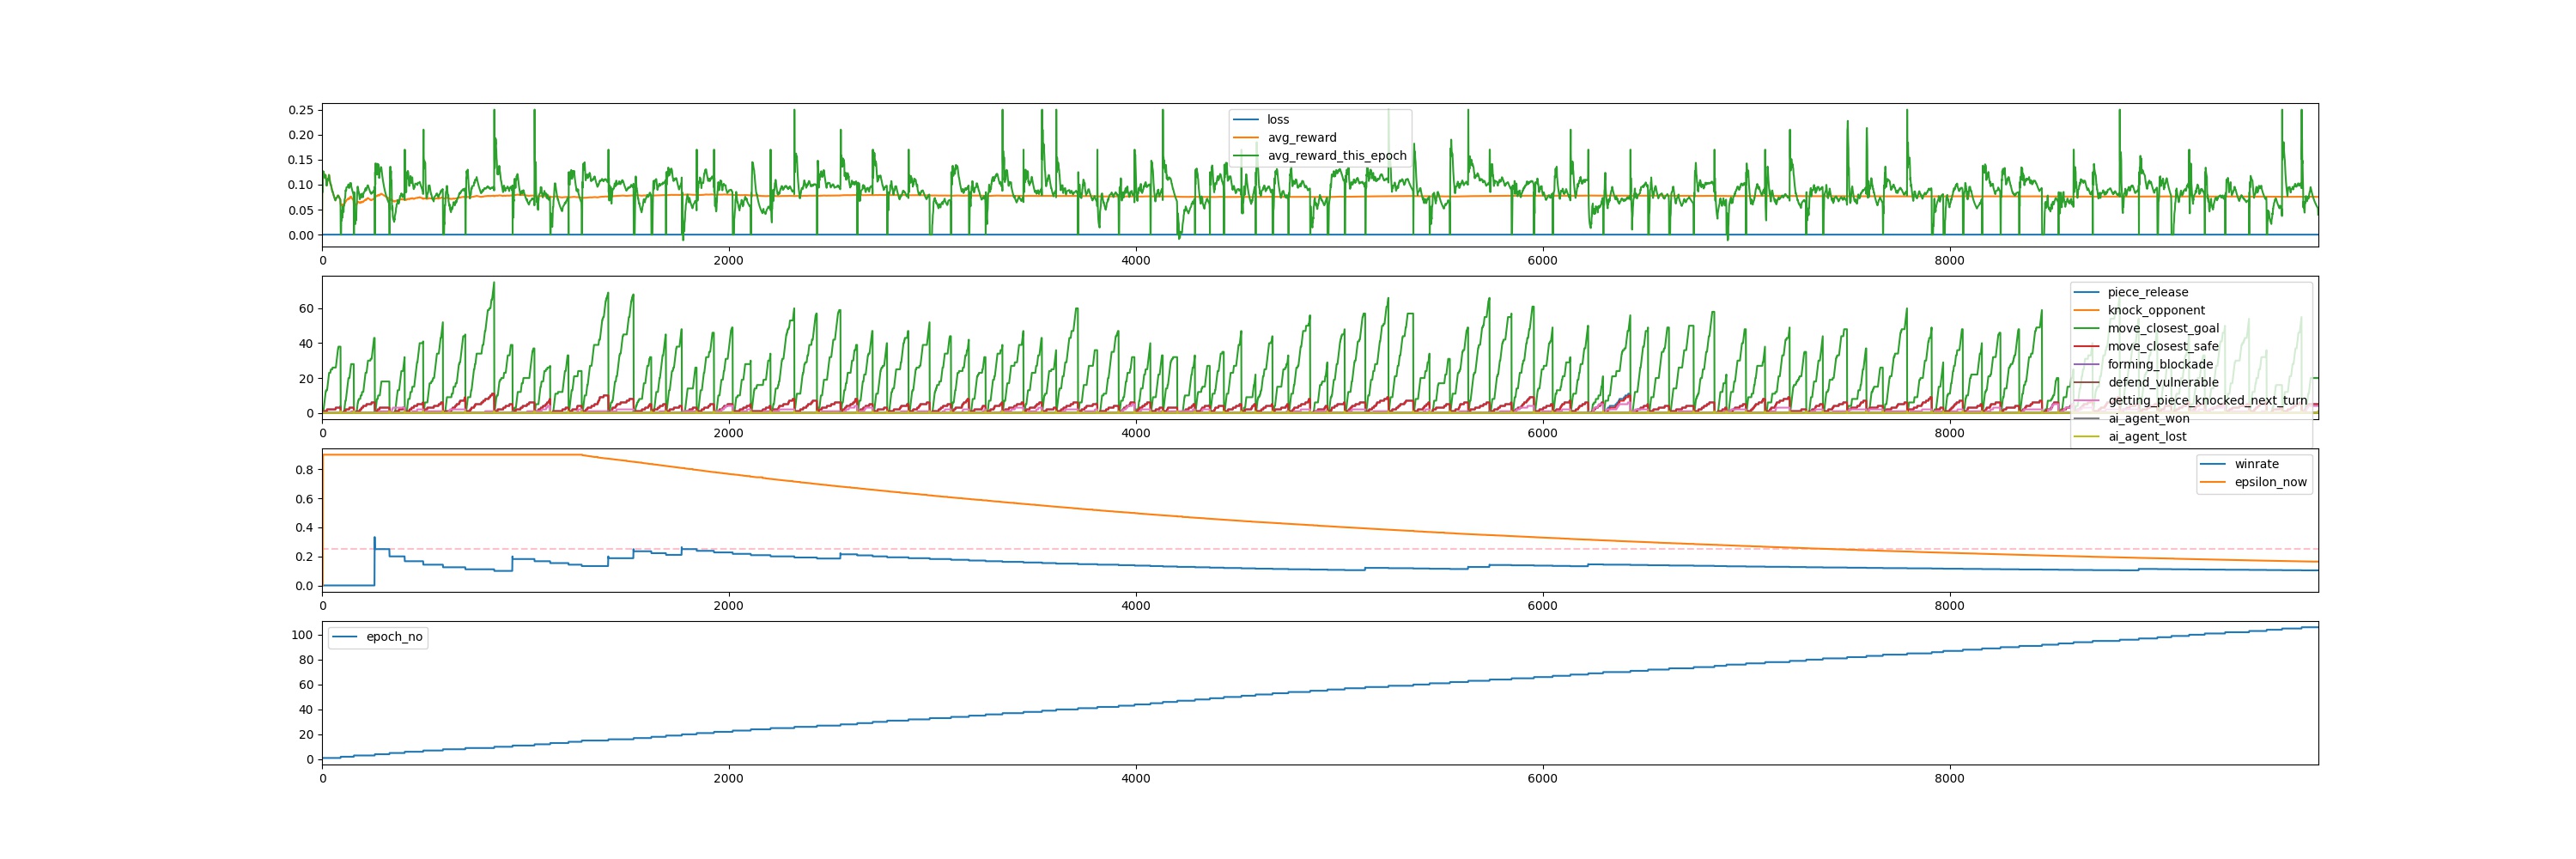 0.25
0.20
0.15
0.10
0.05
0.00
loss
avg_reward
avg_reward_this_epoch
0 2000 4000 6000 8000
60
40
20
0
piece_release
knock_opponent
move_closest_goal
move_closest_safe
forming_blockade
defend_vulnerable
getting_piece_knocked_next_turn
ai_agent_won
ai_agent_lost
0 2000 4000 6000 8000
0.8
0.6
0.4
0.2
0.0
winrate
epsilon_now
0 2000 4000 6000 8000
100
80
60
40
20
0
epoch_no
0 2000 4000 6000 8000